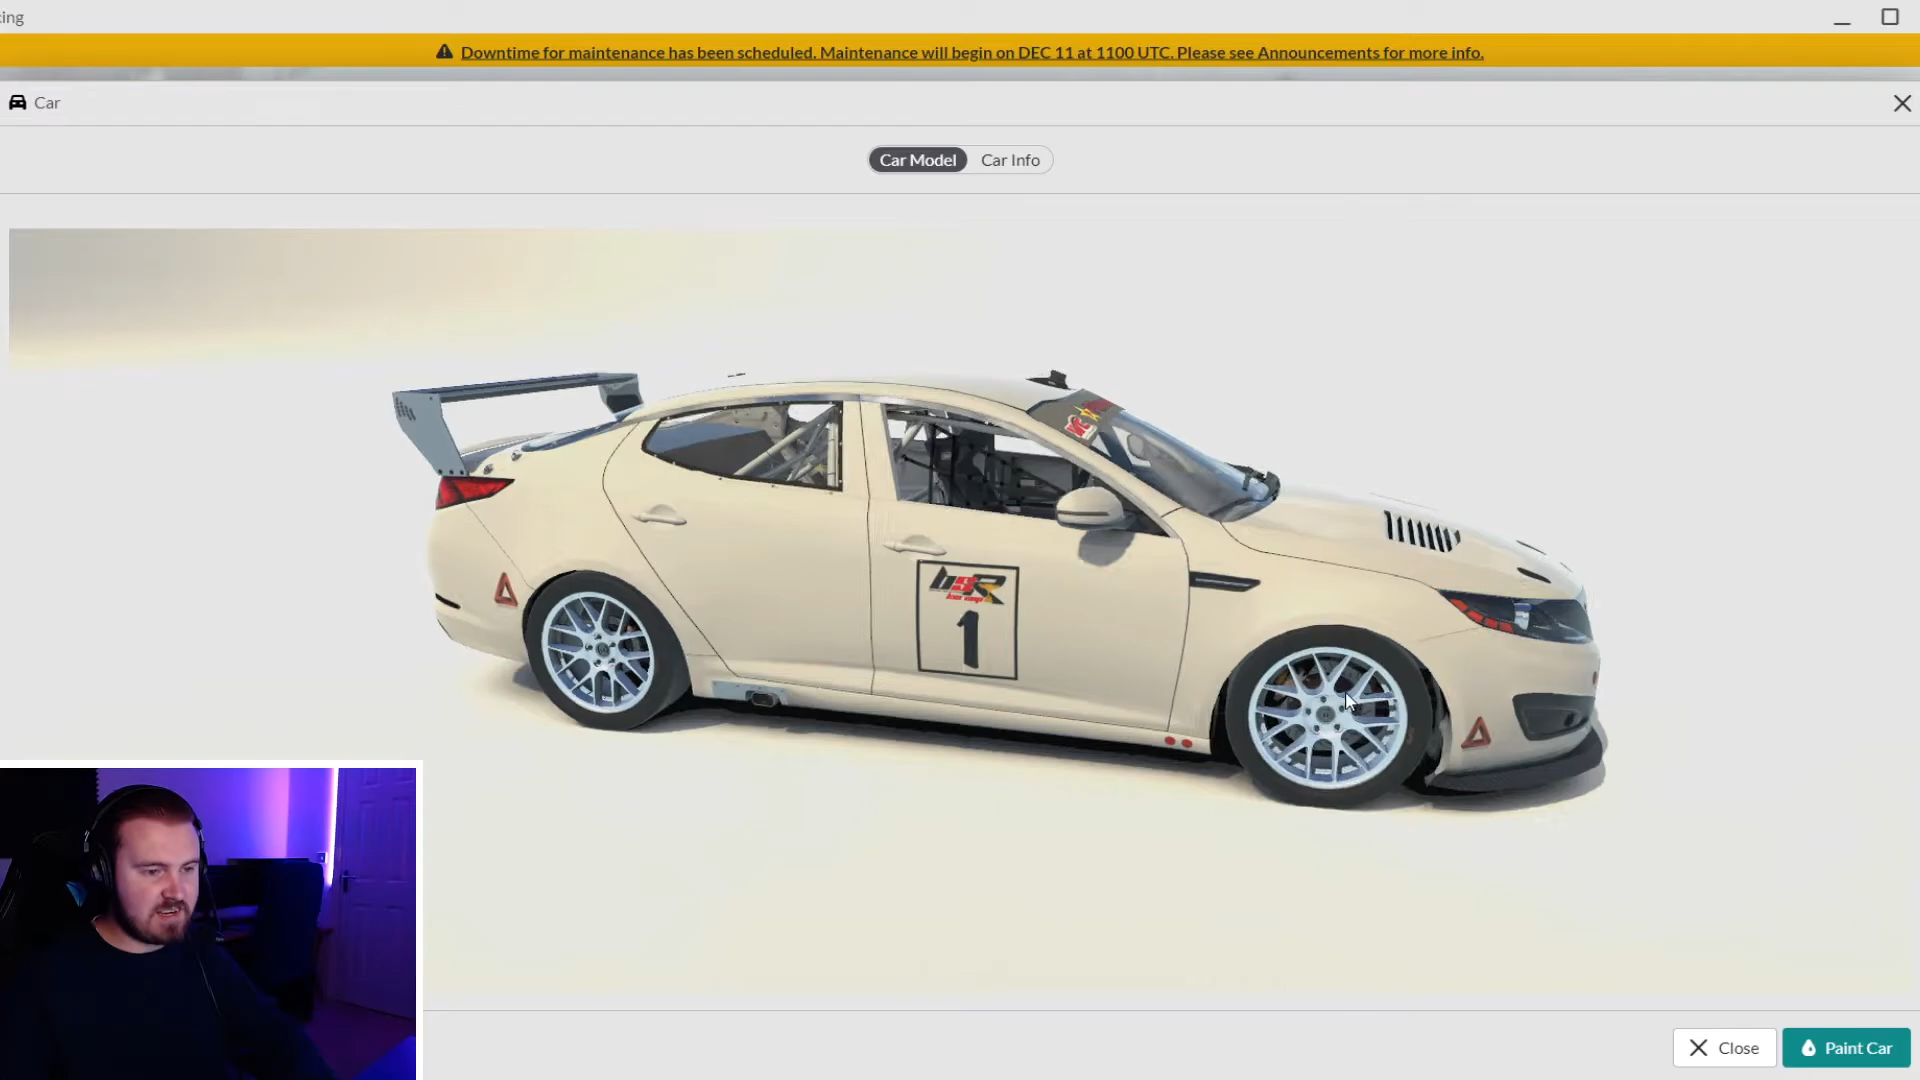 cing
Downtime for maintenance has been scheduled. Maintenance will begin on DEC 11 at 1100 UTC. Please see Announcements for more info.
Car
Car Model Car Info
1
Close Paint Car